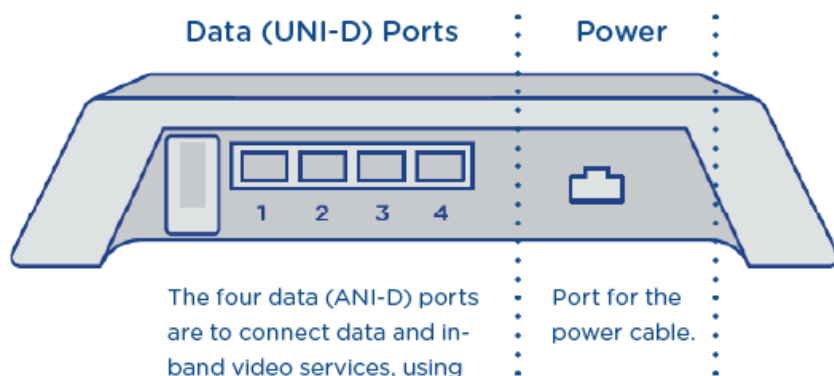 Data (UNI-D) Ports
Power
1 2 3 4
The four data (ANI-D) ports
are to connect data and in-
band video services, using
Port for the
power cable.